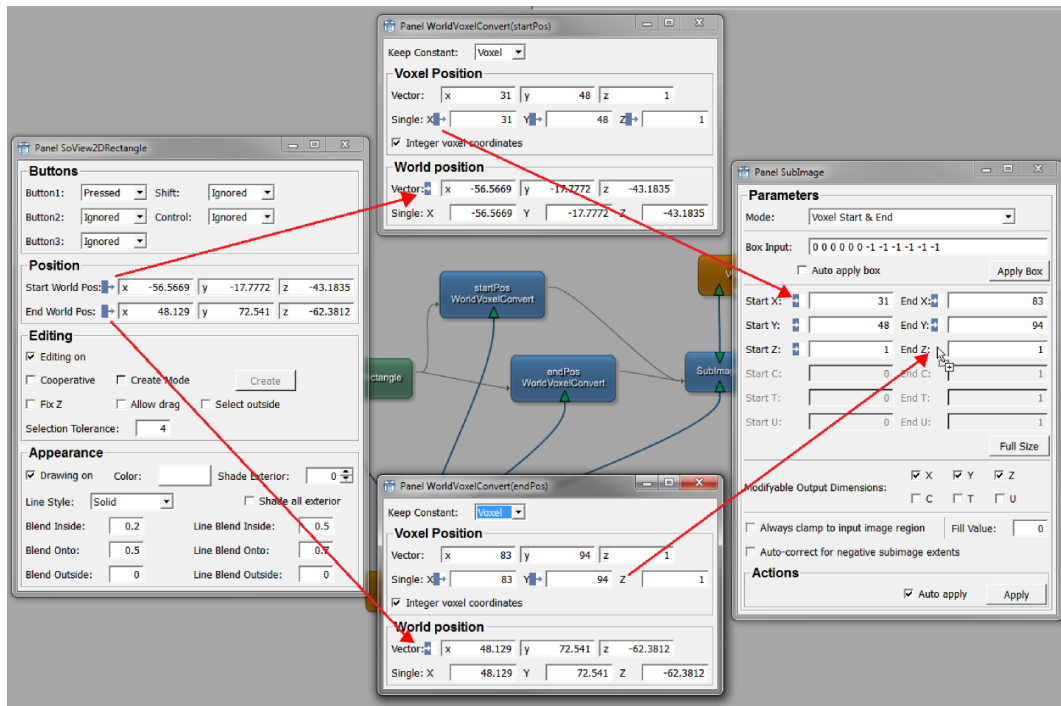 Panel WorldVoxelConvert(startPos)
Keep Constant: Voxel
Voxel Position
Vector: x 31 y 48 z 1
Single: X 31 Y 48 Z 1
Integer voxel coordinates
World position
Vector: x -56.5669 y -17.7772 z -43.1835
Single: X -56.5669 Y -17.7772 Z -43.1835
Panel SoView2DRectangle
Buttons
Button1: Pressed Shift: Ignored
Button2: Ignored Control: Ignored
Button3: Ignored
Position
Start World Pos: x -56.5669 y -17.7772 z -43.1835
End World Pos: x 48.129 y 72.541 z -62.3812
Editing
Editing on
Cooperative Create Mode Create
Fix Z Allow drag Select outside
Selection Tolerance: 4
Appearance
Drawing on Color: Shade Exterior: 0
Line Style: Solid Shade all exterior
Blend Inside: 0.2 Line Blend Inside: 0.5
Blend Onto: 0.5 Line Blend Onto: 0.7
Blend Outside: 0 Line Blend Outside: 0
startPos
WorldVoxelConvert
endPos
WorldVoxelConvert
ectangle
V
SubIma
Panel WorldVoxelConvert(endPos)
Keep Constant: Voxel
Voxel Position
Vector: x 83 y 94 z 1
Single: X 83 Y 94 Z 1
Integer voxel coordinates
World position
Vector: x 48.129 y 72.541 z -62.3812
Single: X 48.129 Y 72.541 Z -62.3812
Panel SubImage
Parameters
Mode: Voxel Start & End
Box Input: 0 0 0 0 0 0 -1 -1 -1 -1 -1 -1
Auto apply box Apply Box
Start X: 31 End X: 83
Start Y: 48 End Y: 94
Start Z: 1 End Z: 1
Start C: 0 End C: 1
Start T: 0 End T: 1
Start U: 0 End U: 1
Full Size
Modifyable Output Dimensions: X Y Z
C T U
Always clamp to input image region Fill Value: 0
Auto-correct for negative subimage extents
Actions
Auto apply Apply